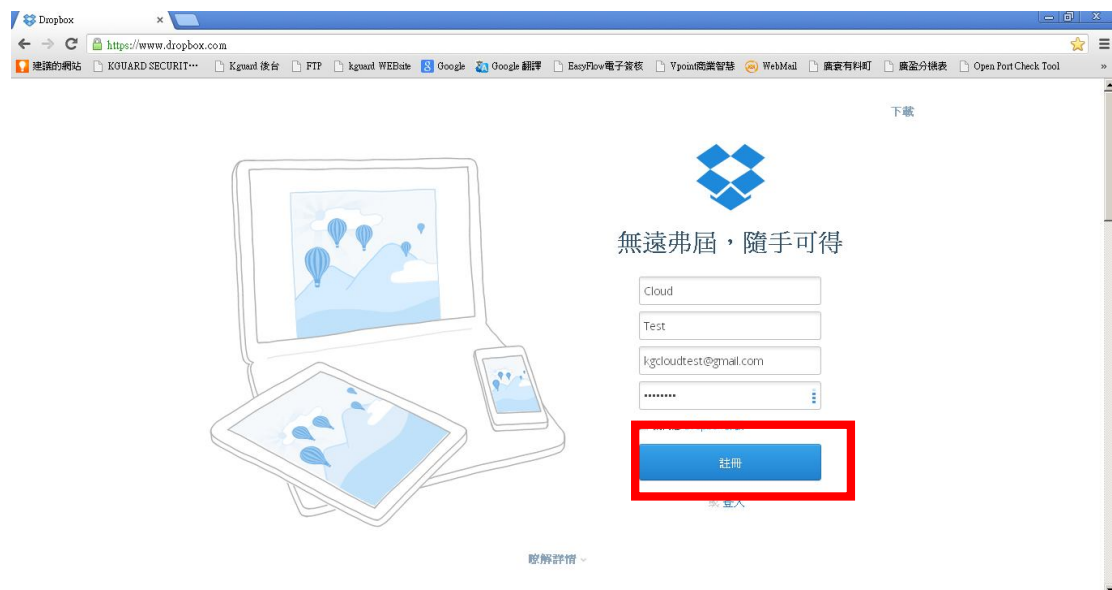 Dropbox
https://www.dropbox.com
建議的網站 KGUARD SECURIT··· Kguard 後台 FTP kguard WEBsite Google Google 翻譯 EasyFlow電子簽核 Vpoint商業智慧 WebMail 廣寰有料町 廣盈分機表 Open Port Check Tool »
下載
無遠弗屆,隨手可得
Cloud
Test
kgcloudtest@gmail.com
••••••••
註冊
或 登入
瞭解詳情